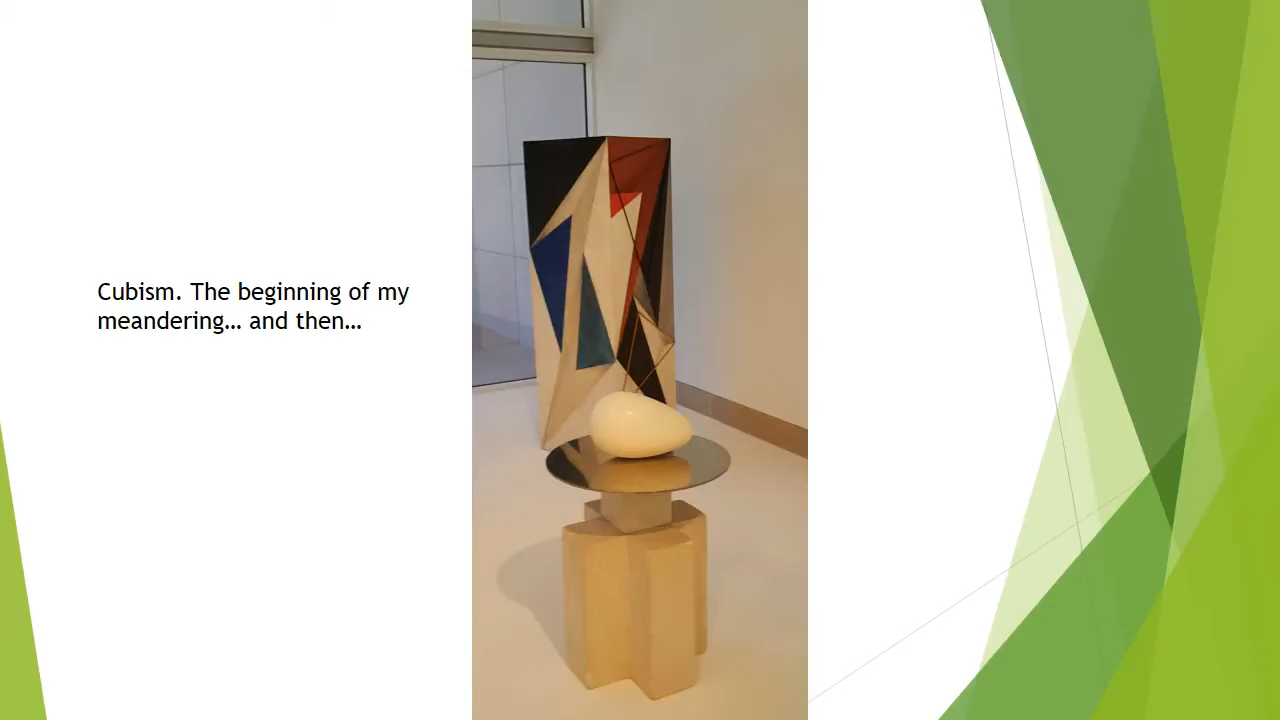 Cubism. The beginning of my
meandering… and then…